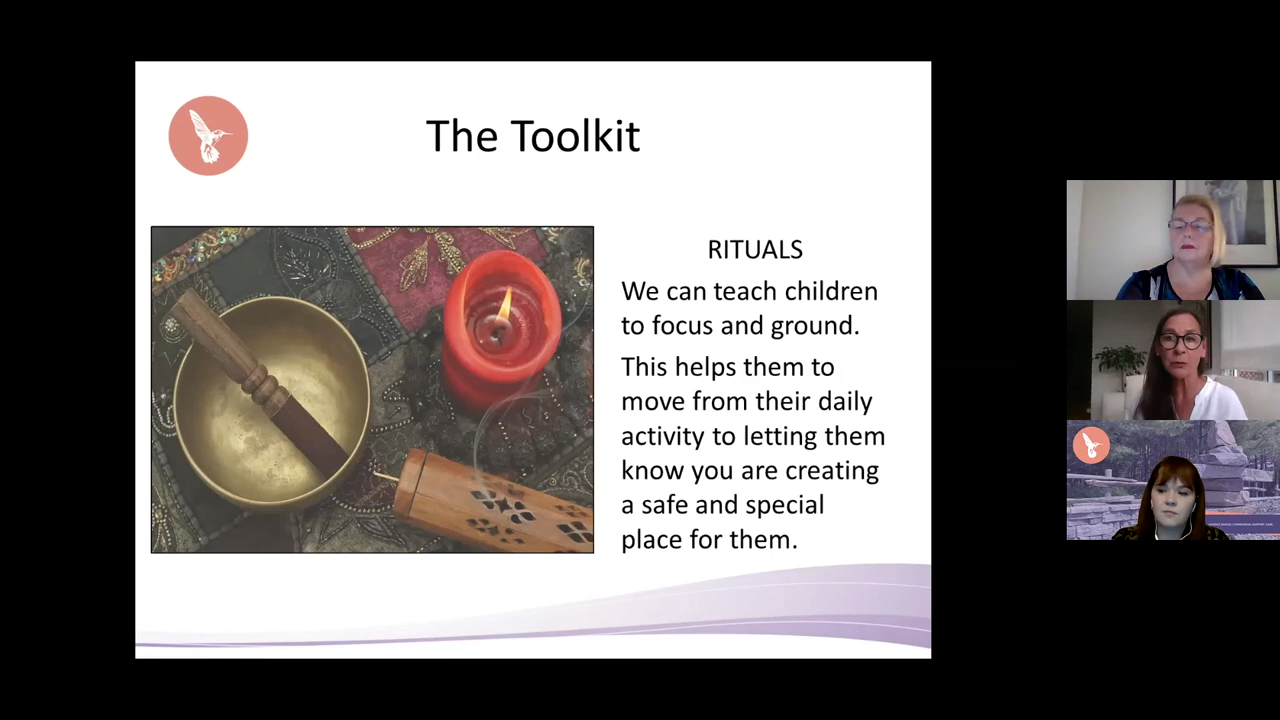 The Toolkit
RITUALS
We can teach children
to focus and ground.
This helps them to
move from their daily
activity to letting them
know you are creating
a safe and special
place for them.